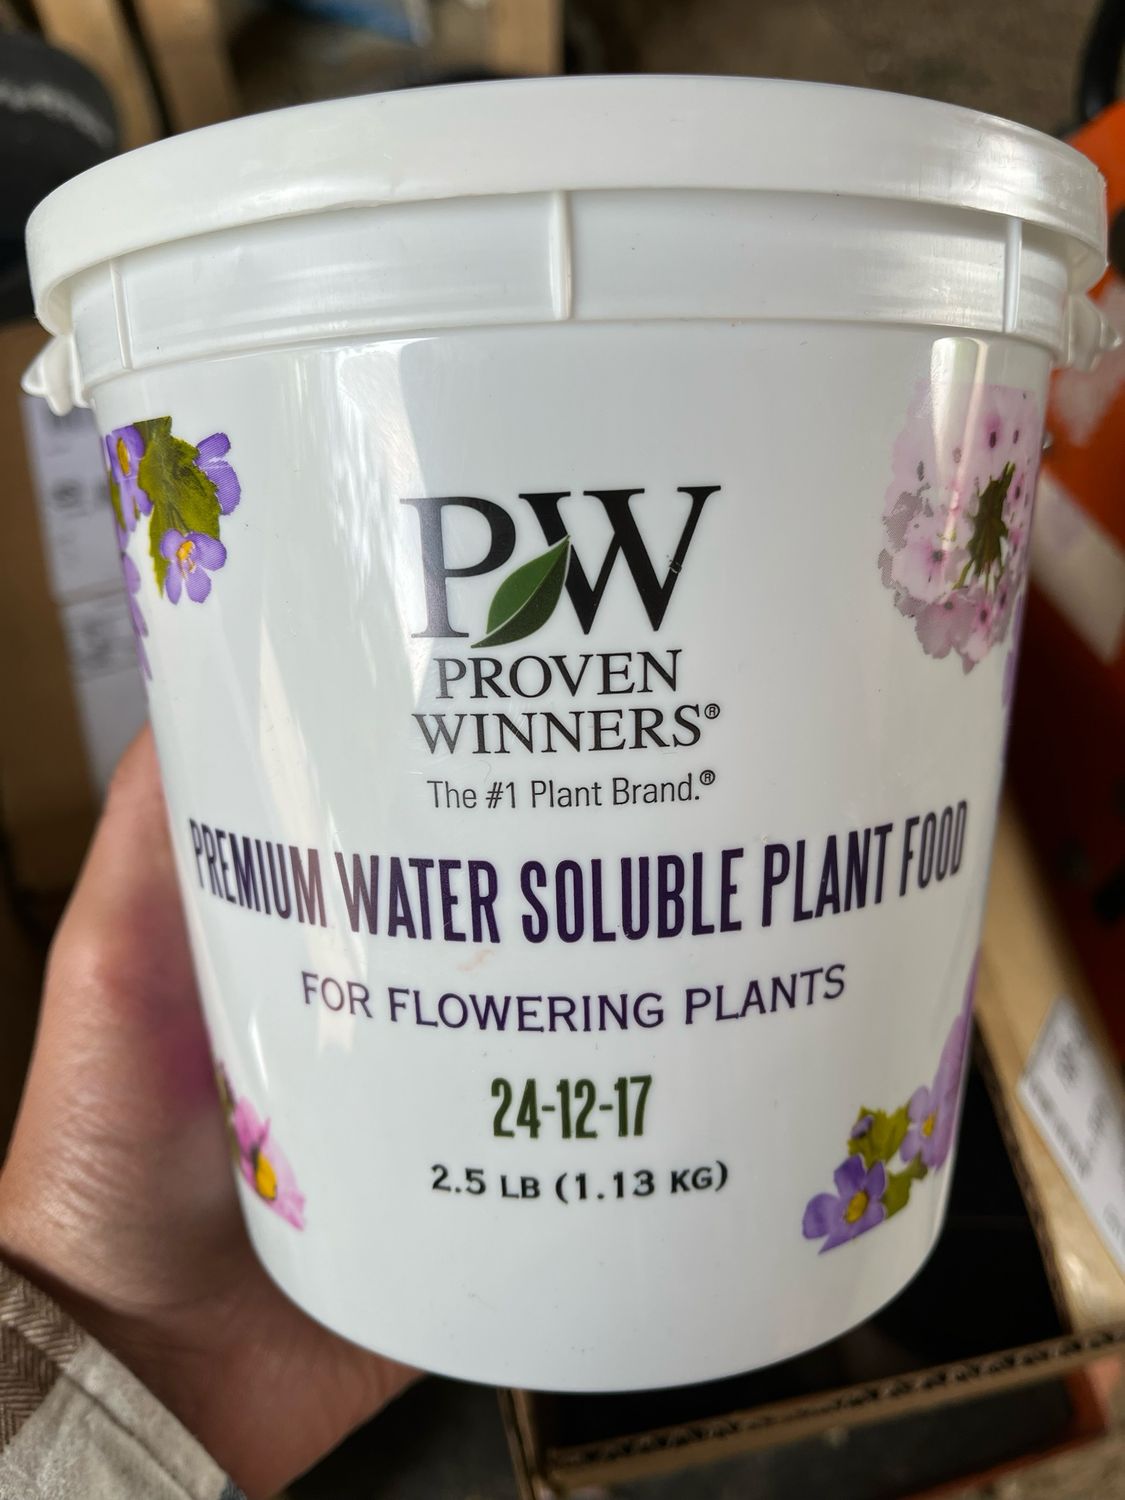 PW
PROVEN
WINNERS®
The #1 Plant Brand.®
PREMIUM WATER SOLUBLE PLANT FOOD
FOR FLOWERING PLANTS
24-12-17
2.5 LB (1.13 KG)